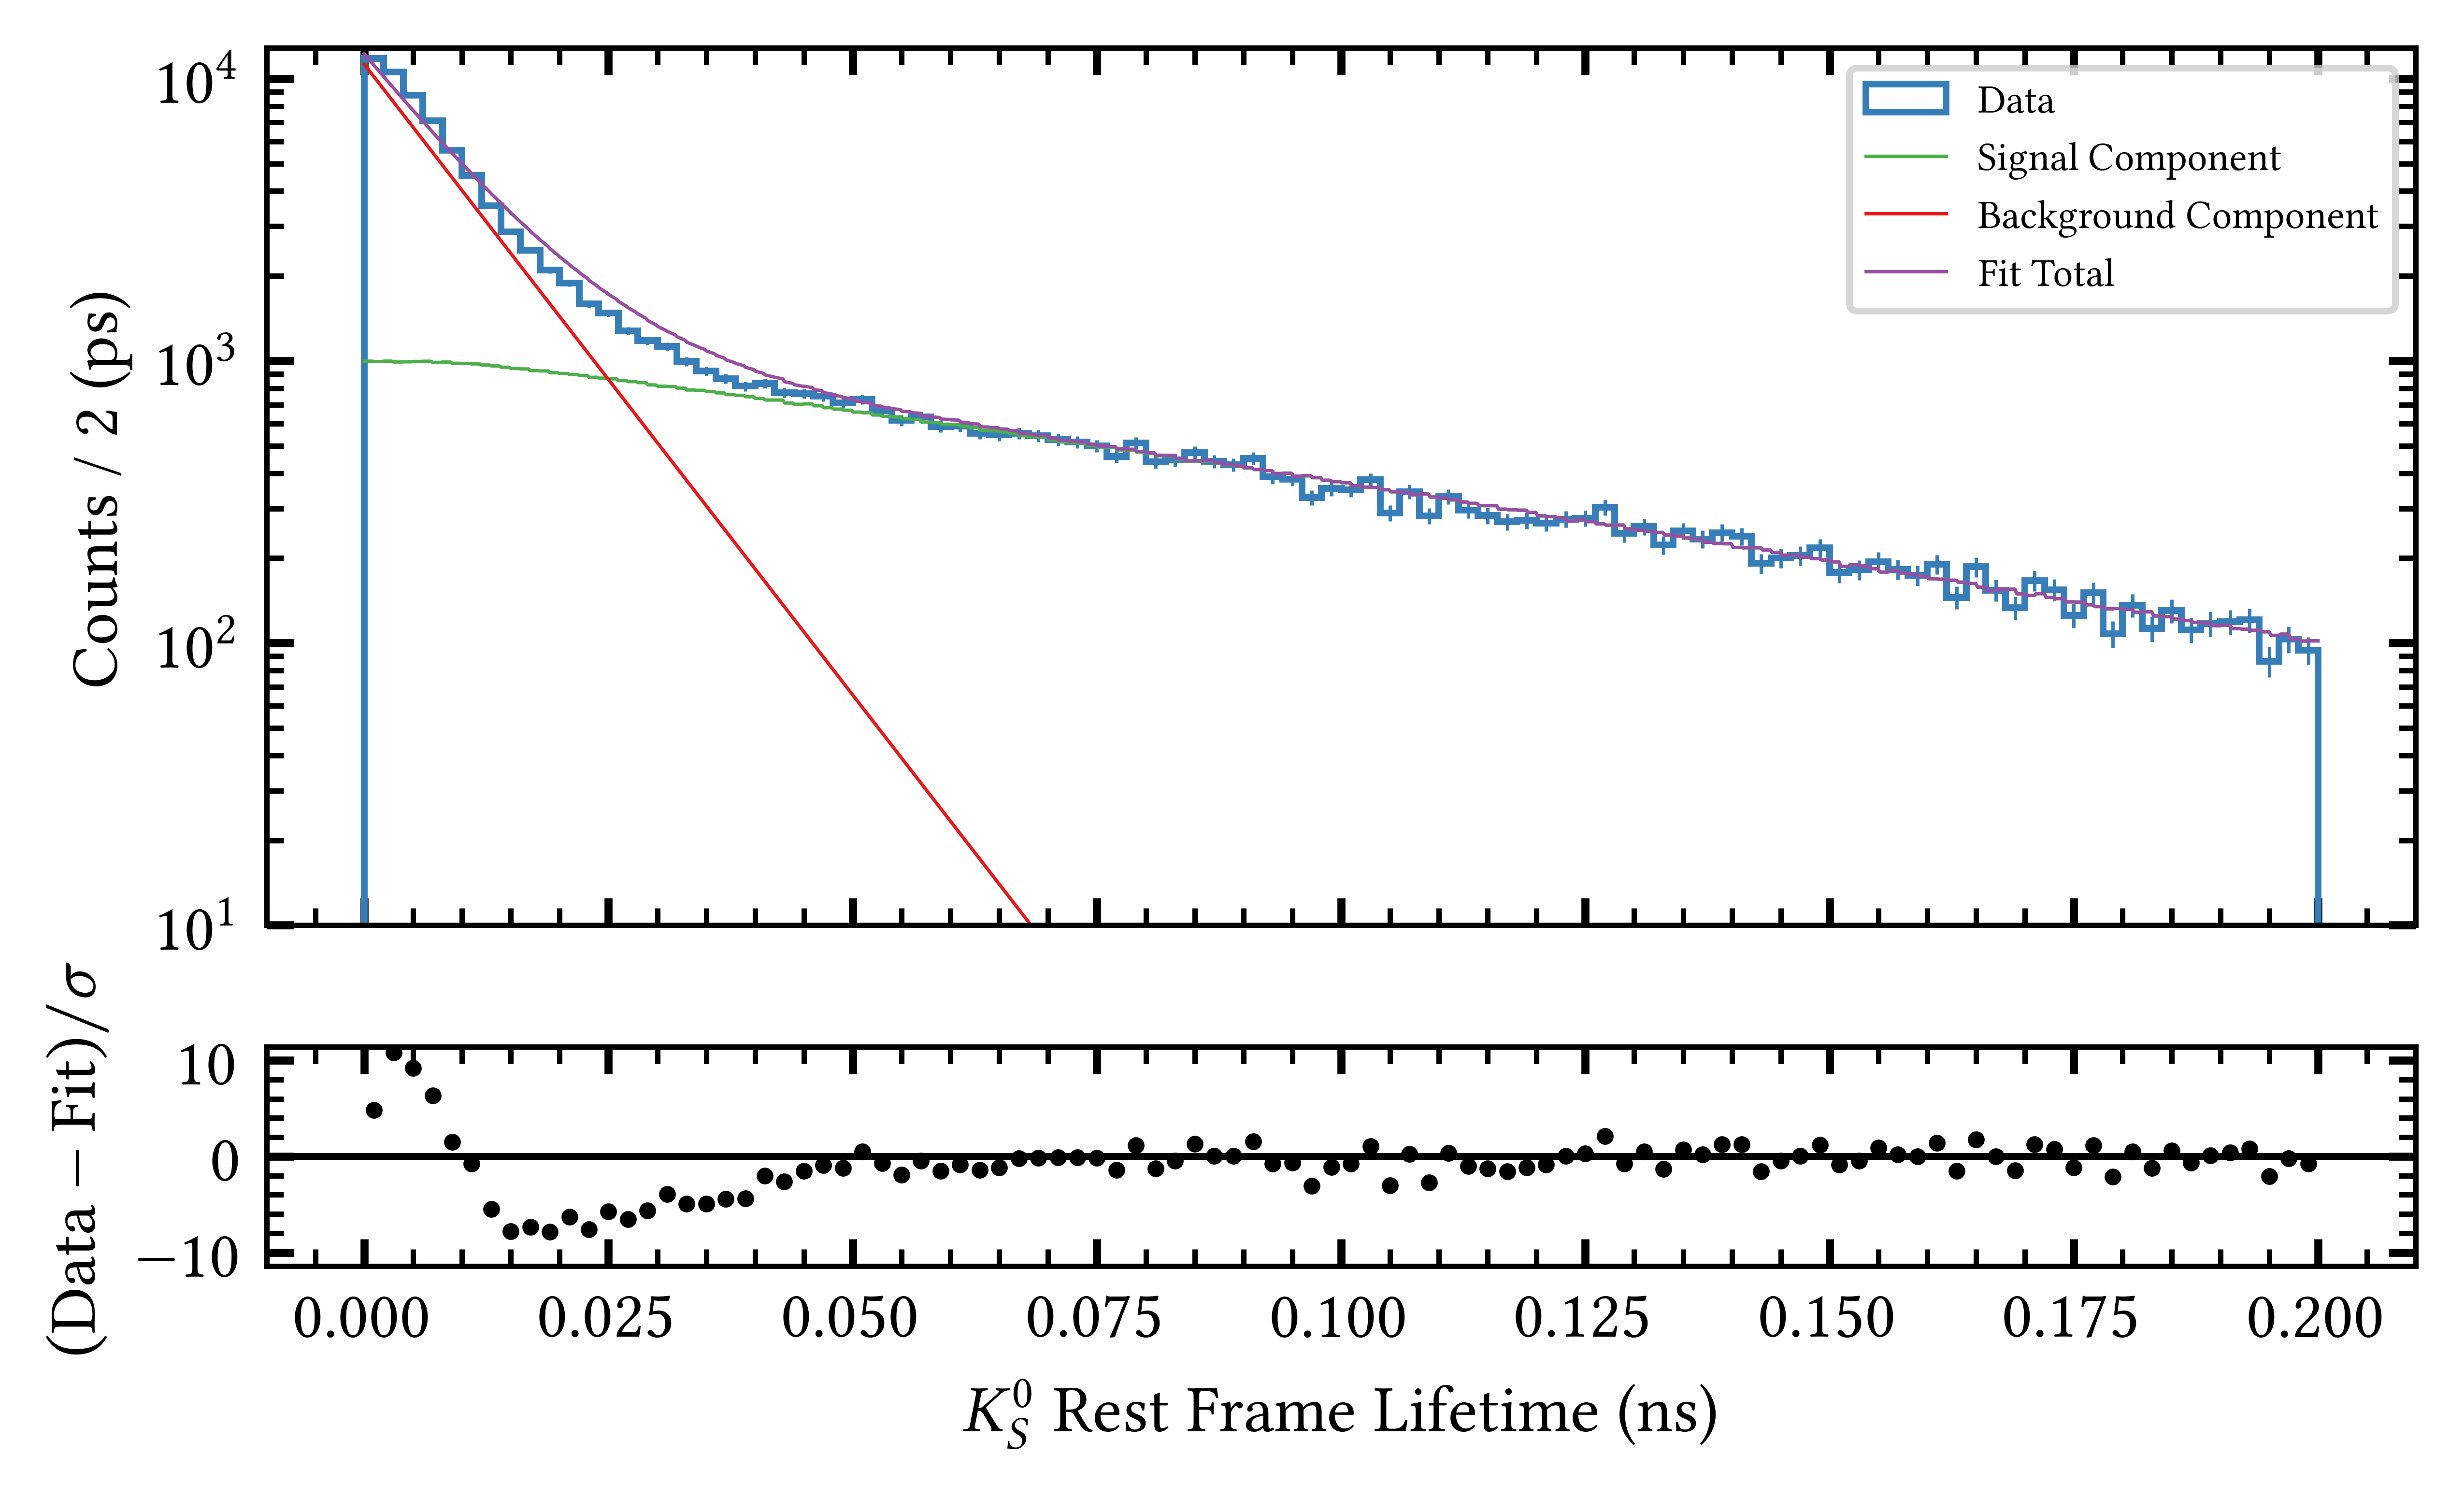 Counts / 2 (ps)
10⁴
10³
10²
10¹
Data
Signal Component
Background Component
Fit Total
(Data − Fit)/σ
10
0
−10
0.000 0.025 0.050 0.075 0.100 0.125 0.150 0.175 0.200
K_S^0 Rest Frame Lifetime (ns)